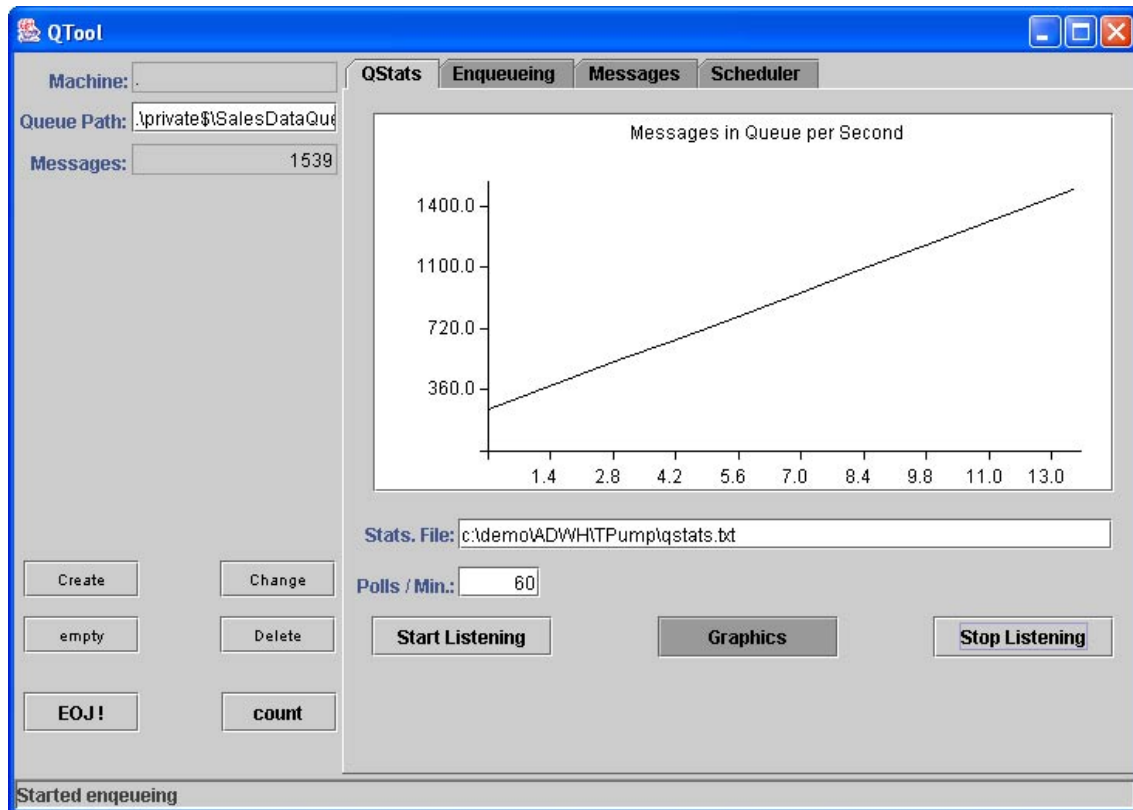 QTool
Machine: .
Queue Path: .\private$\SalesDataQue
Messages: 1539
QStats Enqueueing Messages Scheduler
Messages in Queue per Second
1400.0
1100.0
720.0
360.0
1.4 2.8 4.2 5.6 7.0 8.4 9.8 11.0 13.0
Stats. File: c:\demo\ADWH\TPump\qstats.txt
Polls / Min.: 60
Create Change
empty Delete
Start Listening Graphics Stop Listening
EOJ! count
Started enqeueing